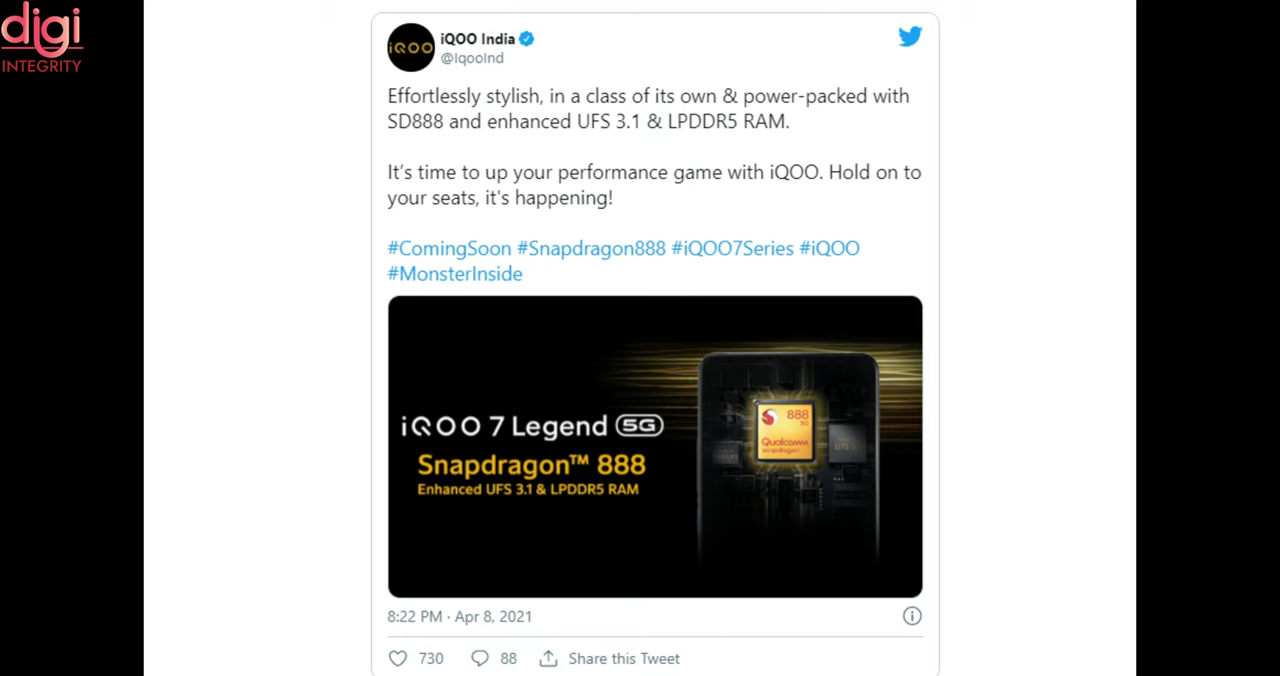 digi
INTEGRITY
iQOO
iQOO India
@IqooInd
Effortlessly stylish, in a class of its own & power-packed with
SD888 and enhanced UFS 3.1 & LPDDR5 RAM.
It's time to up your performance game with iQOO. Hold on to
your seats, it's happening!
#ComingSoon #Snapdragon888 #iQOO7Series #iQOO
#MonsterInside
iQOO 7 Legend 5G
Snapdragon™ 888
Enhanced UFS 3.1 & LPDDR5 RAM
888
5G
Qualcomm
snapdragon
8:22 PM · Apr 8, 2021
730
88
Share this Tweet